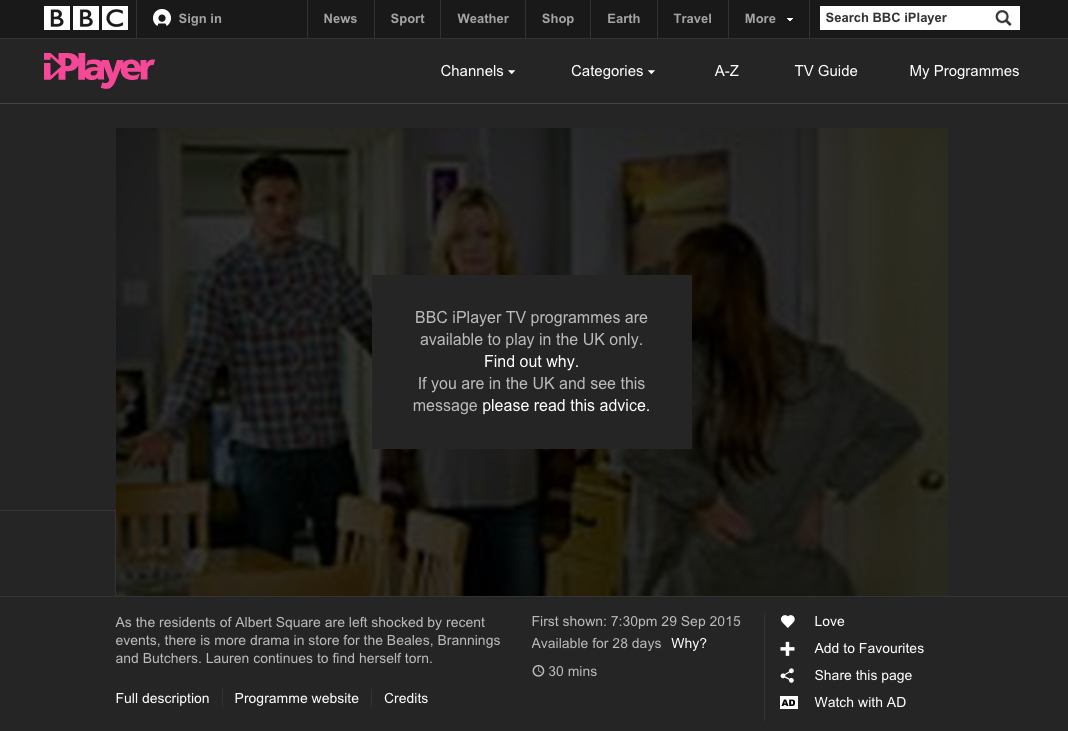 BBC Sign in News Sport Weather Shop Earth Travel More Search BBC iPlayer
iPlayer Channels Categories A-Z TV Guide My Programmes
BBC iPlayer TV programmes are
available to play in the UK only.
Find out why.
If you are in the UK and see this
message please read this advice.
As the residents of Albert Square are left shocked by recent
events, there is more drama in store for the Beales, Brannings
and Butchers. Lauren continues to find herself torn.
Full description Programme website Credits
First shown: 7:30pm 29 Sep 2015
Available for 28 days Why?
30 mins
Love
Add to Favourites
Share this page
AD Watch with AD